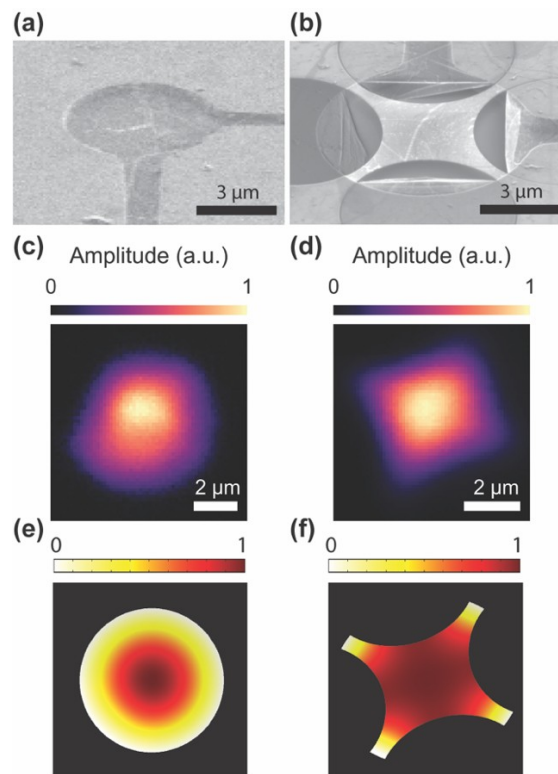 (a)
(b)
3 μm
3 μm
(c)
(d)
Amplitude (a.u.)
Amplitude (a.u.)
0 1
0 1
2 μm
2 μm
(e)
(f)
0 1
0 1